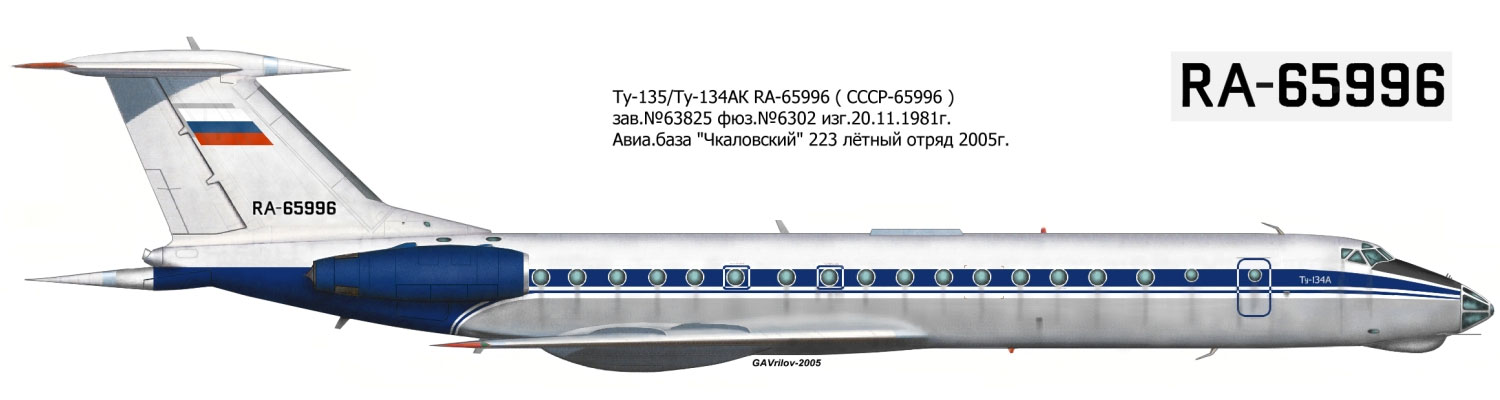 Ту-135/Ту-134АК RA-65996 ( СССР-65996 )
зав.№63825 фюз.№6302 изг.20.11.1981г.
Авиа.база "Чкаловский" 223 лётный отряд 2005г.
RA-65996
RA-65996
Ту-134А
GAVrilov-2005